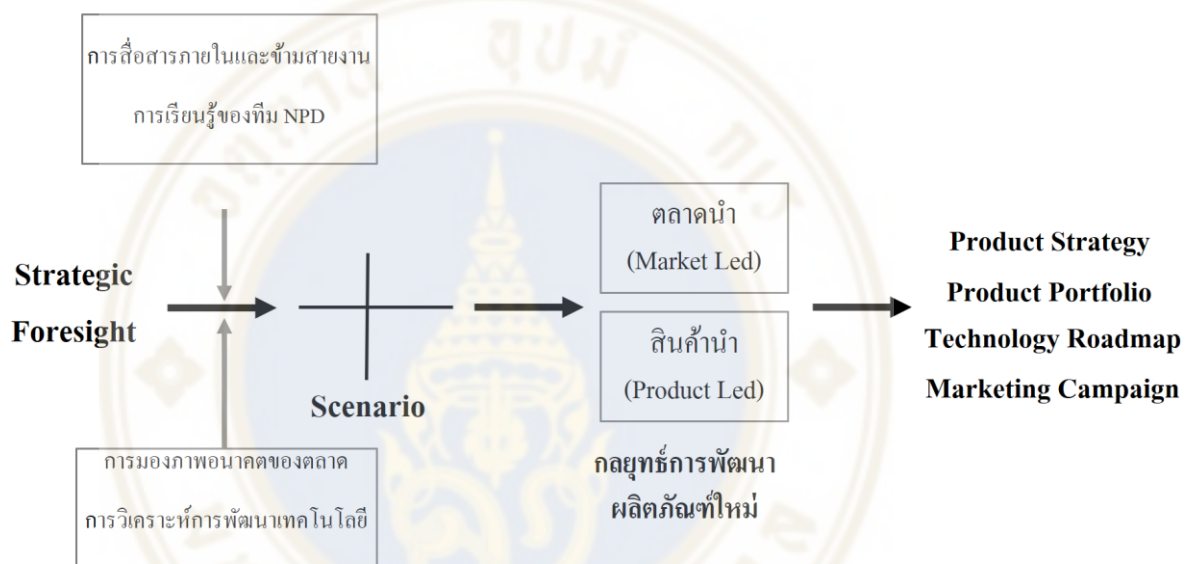 การสื่อสารภายในและข้ามสายงาน
การเรียนรู้ของทีม NPD
Strategic
Foresight
Scenario
การมองภาพอนาคตของตลาด
การวิเคราะห์การพัฒนาเทคโนโลยี
ตลาดนำ
(Market Led)
สินค้านำ
(Product Led)
กลยุทธ์การพัฒนา
ผลิตภัณฑ์ใหม่
Product Strategy
Product Portfolio
Technology Roadmap
Marketing Campaign